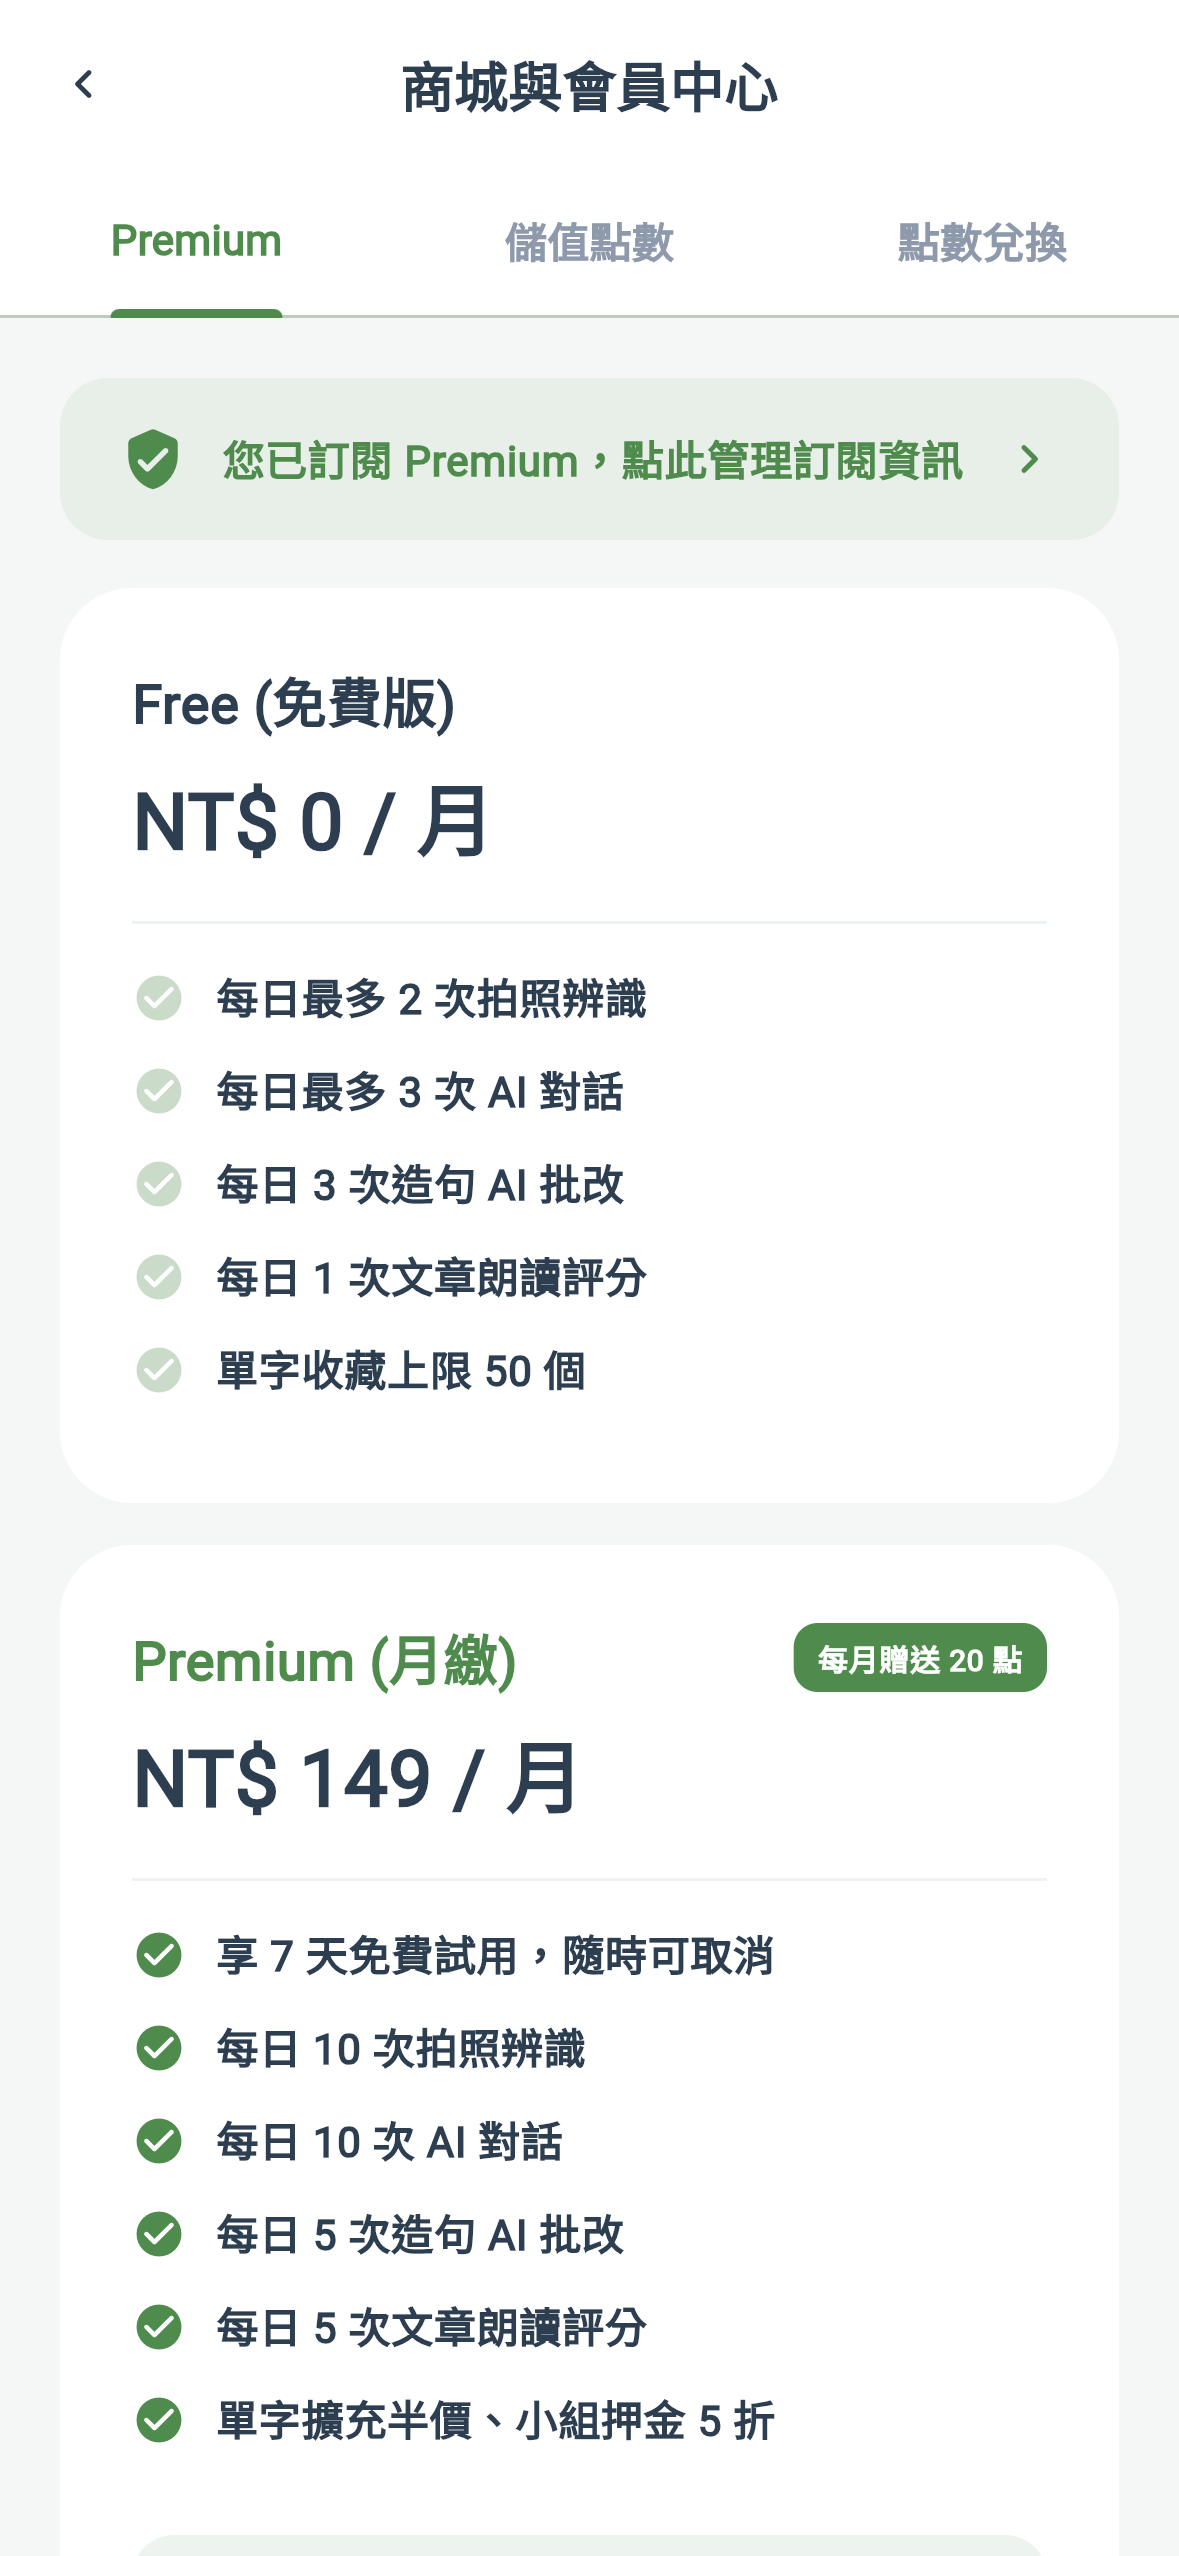 商城與會員中心
Premium 儲值點數 點數兌換
您已訂閱 Premium，點此管理訂閱資訊
Free (免費版)
NT$ 0 / 月
每日最多 2 次拍照辨識
每日最多 3 次 AI 對話
每日 3 次造句 AI 批改
每日 1 次文章朗讀評分
單字收藏上限 50 個
Premium (月繳) 每月贈送 20 點
NT$ 149 / 月
享 7 天免費試用，隨時可取消
每日 10 次拍照辨識
每日 10 次 AI 對話
每日 5 次造句 AI 批改
每日 5 次文章朗讀評分
單字擴充半價、小組押金 5 折